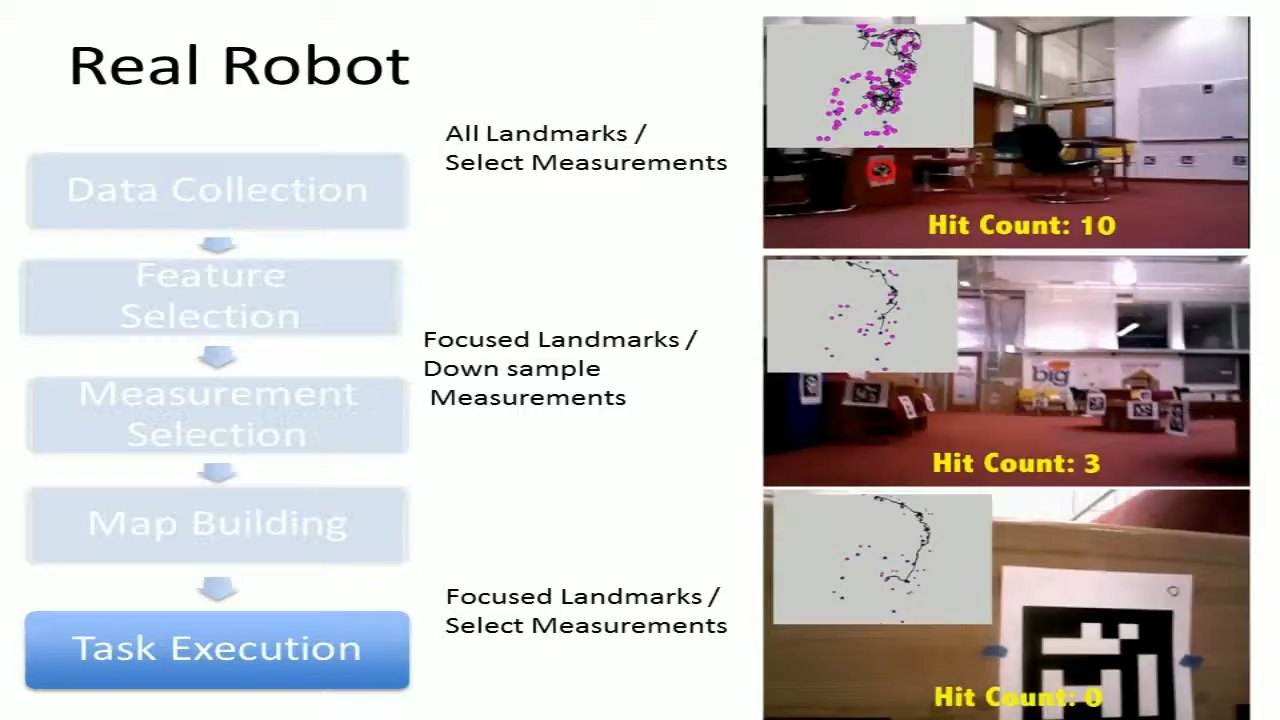 Real Robot
Data Collection
Feature
Selection
Measurement
Selection
Map Building
Task Execution
All Landmarks /
Select Measurements
Focused Landmarks /
Down sample
Measurements
Focused Landmarks /
Select Measurements
Hit Count: 10
big
Hit Count: 3
Hit Count: 0